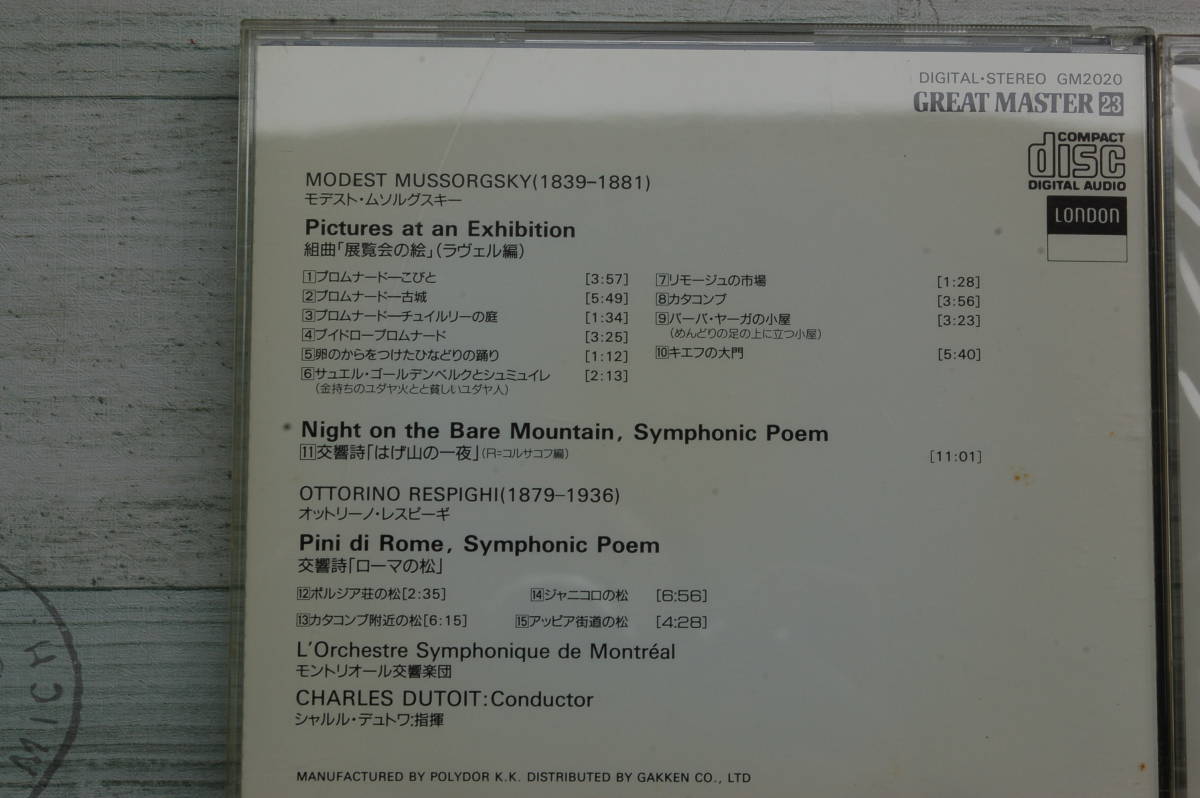 DIGITAL・STEREO GM2020
GREAT MASTER 23
COMPACT
disc
DIGITAL AUDIO
LONDON
MODEST MUSSORGSKY(1839–1881)
モデスト・ムソルグスキー
Pictures at an Exhibition
組曲「展覧会の絵」(ラヴェル編)
1プロムナード―こびと [3:57]
2プロムナード―古城 [5:49]
3プロムナード―チュイルリーの庭 [1:34]
4ブイドロ―プロムナード [3:25]
5卵のからをつけたひなどりの踊り [1:12]
6サュエル・ゴールデンベルクとシュミュイレ [2:13]
(金持ちのユダヤ火とと貧しいユダヤ人)
7リモージュの市場 [1:28]
8カタコンブ [3:56]
9バーバ・ヤーガの小屋 [3:23]
(めんどりの足の上に立つ小屋)
10キエフの大門 [5:40]
Night on the Bare Mountain, Symphonic Poem
11交響詩「はげ山の一夜」(R=コルサコフ編) [11:01]
OTTORINO RESPIGHI(1879–1936)
オットリーノ・レスピーギ
Pini di Rome, Symphonic Poem
交響詩「ローマの松」
12ボルジア荘の松[2:35] 14ジャニコロの松 [6:56]
13カタコンブ附近の松[6:15] 15アッピア街道の松 [4:28]
L'Orchestre Symphonique de Montréal
モントリオール交響楽団
CHARLES DUTOIT:Conductor
シャルル・デュトワ:指揮
MANUFACTURED BY POLYDOR K.K. DISTRIBUTED BY GAKKEN CO., LTD
MICH.